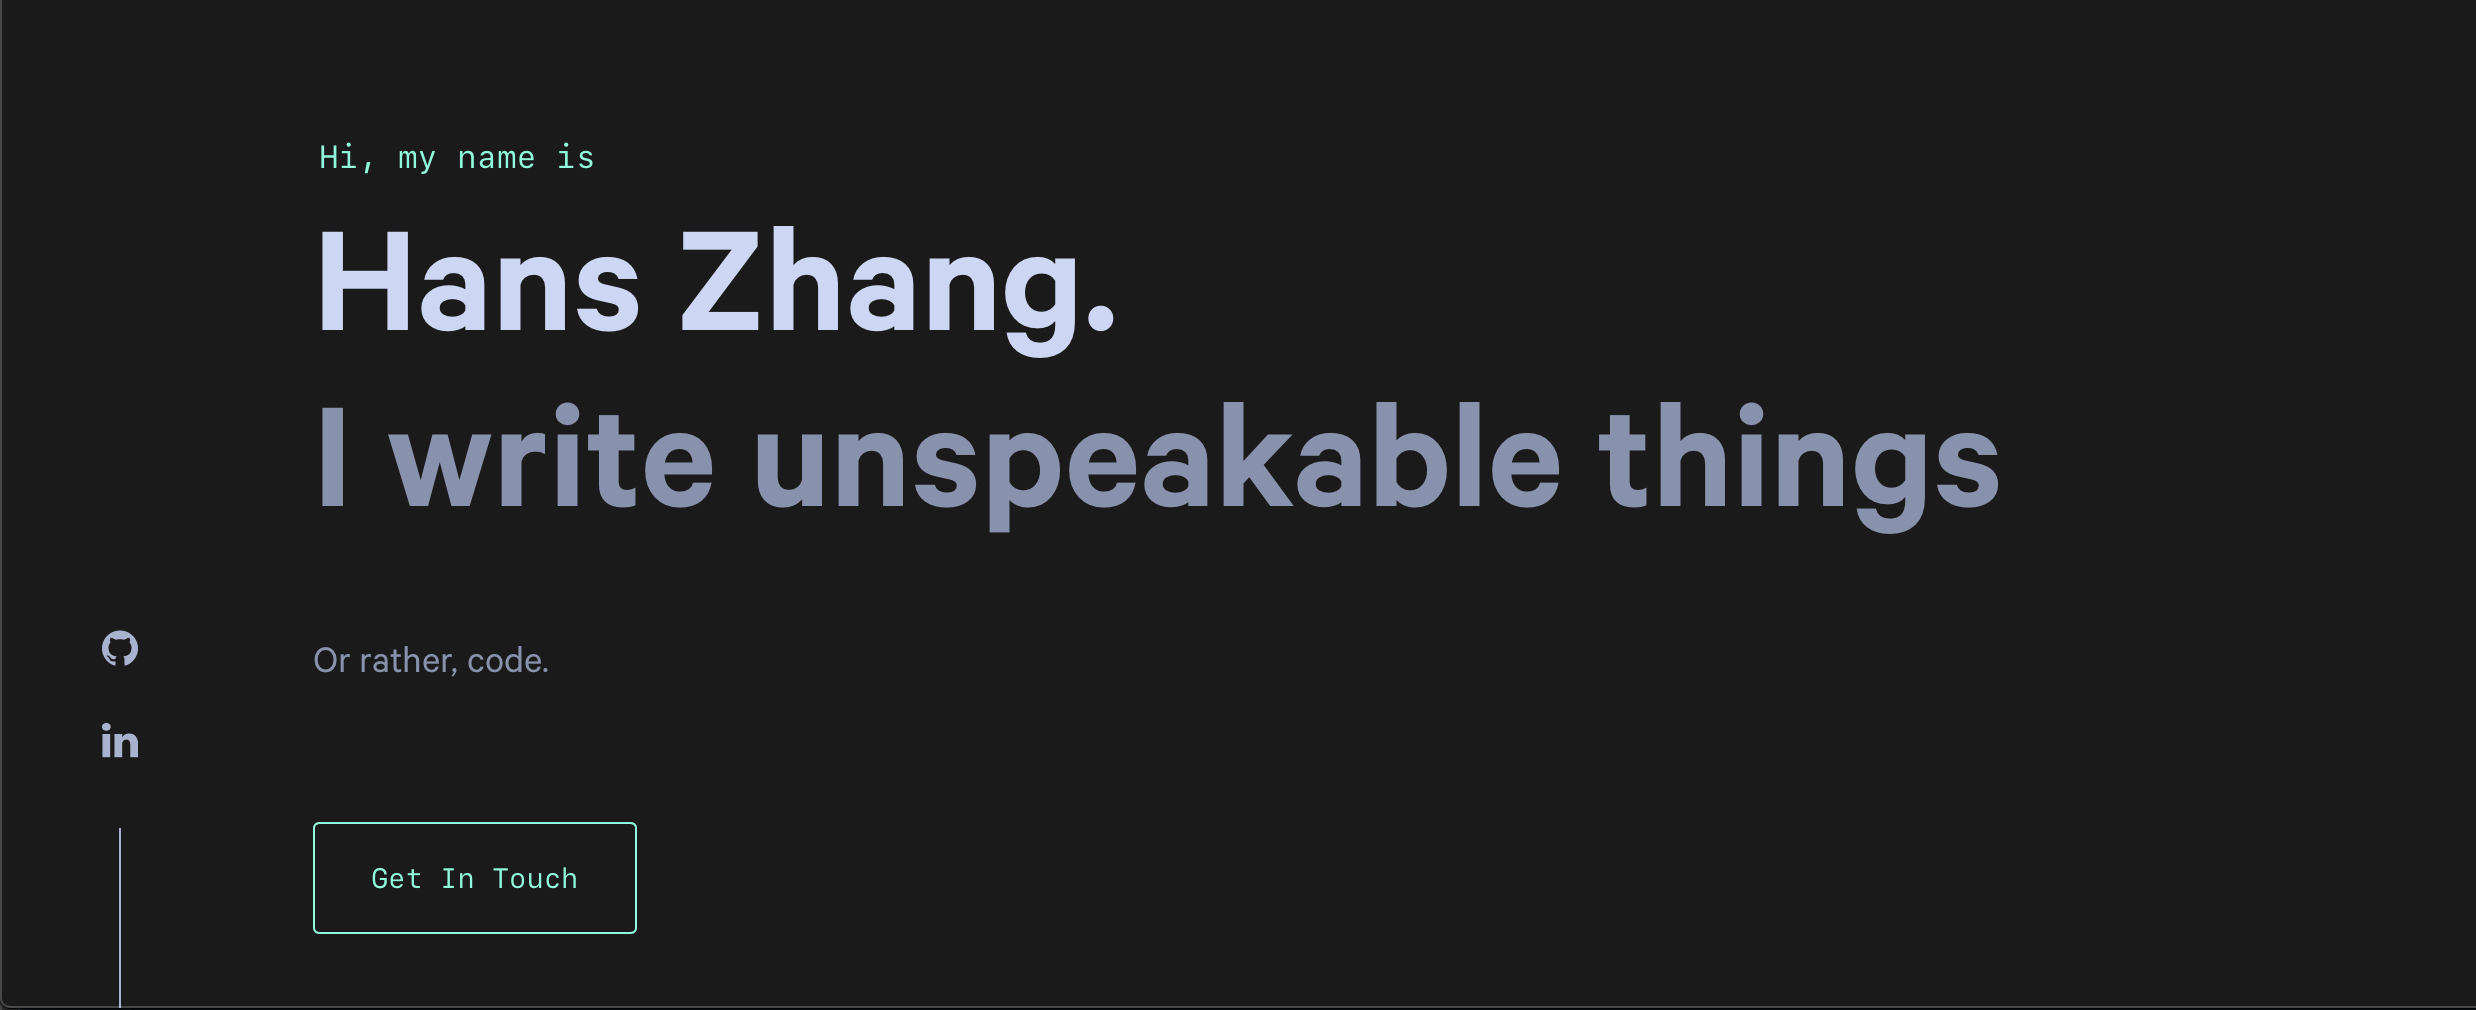 Hi, my name is
Hans Zhang.
I write unspeakable things
Or rather, code.
in
Get In Touch